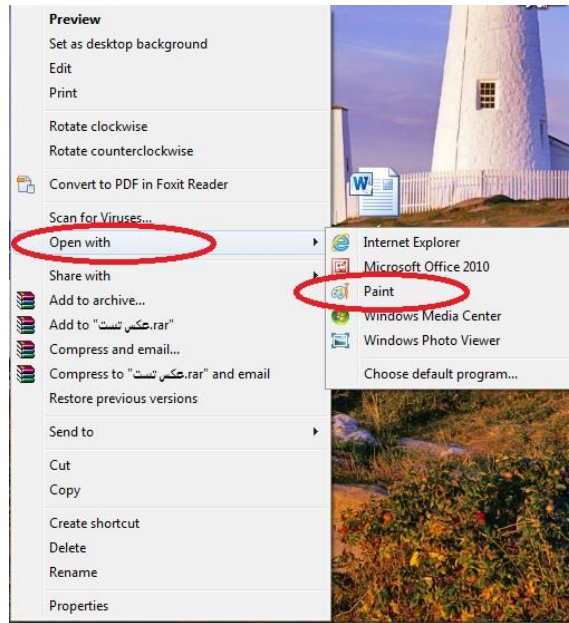 Preview
Set as desktop background
Edit
Print
Rotate clockwise
Rotate counterclockwise
Convert to PDF in Foxit Reader
Scan for Viruses...
Open with
Share with
Add to archive...
Add to "عکس تست.rar"
Compress and email...
Compress to "عکس تست.rar" and email
Restore previous versions
Send to
Cut
Copy
Create shortcut
Delete
Rename
Properties
Internet Explorer
Microsoft Office 2010
Paint
Windows Media Center
Windows Photo Viewer
Choose default program...
W